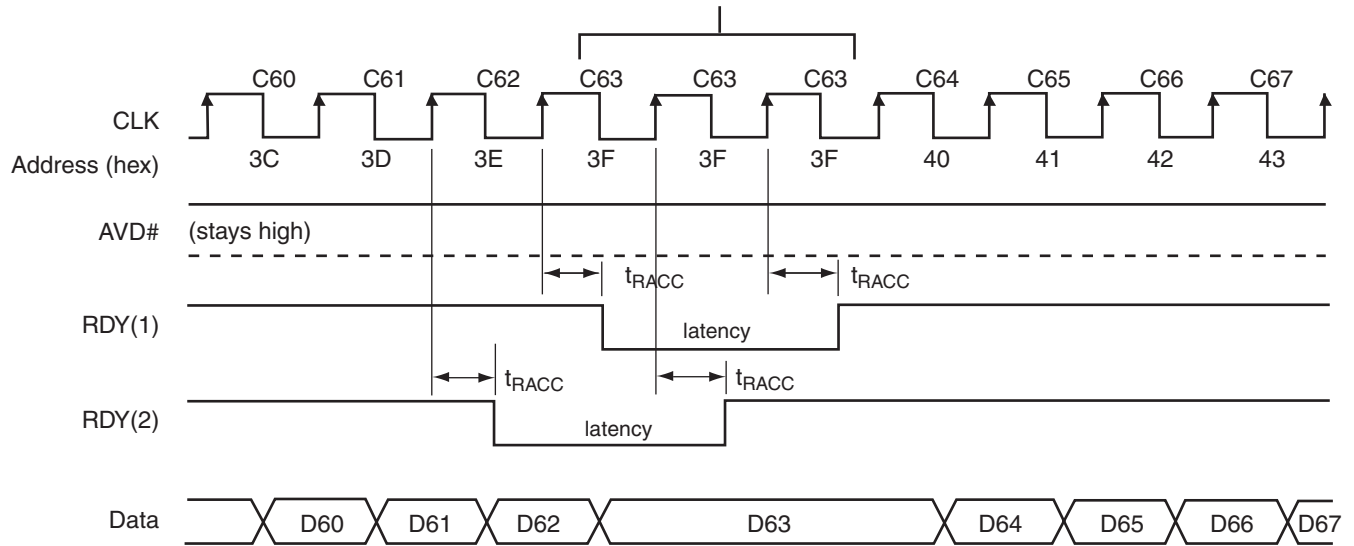 C60 C61 C62 C63 C63 C63 C64 C65 C66 C67
CLK
Address (hex) 3C 3D 3E 3F 3F 3F 40 41 42 43
AVD# (stays high)
tRACC tRACC
RDY(1) latency
tRACC tRACC
RDY(2) latency
Data D60 D61 D62 D63 D64 D65 D66 D67